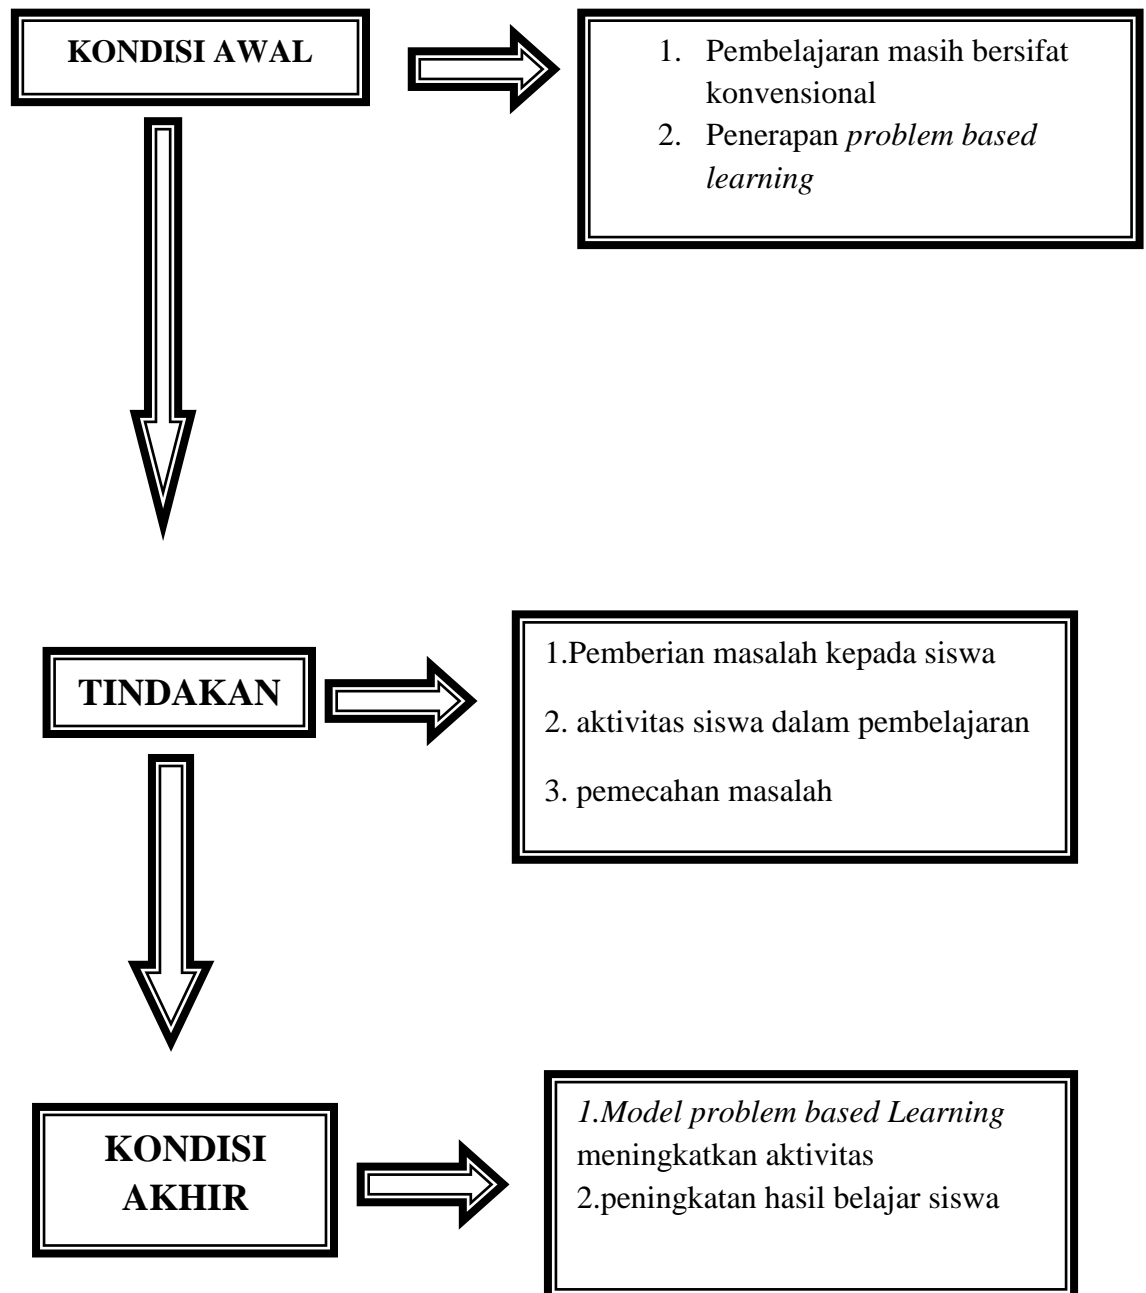 KONDISI AWAL
1. Pembelajaran masih bersifat
konvensional
2. Penerapan problem based
learning
TINDAKAN
1.Pemberian masalah kepada siswa
2. aktivitas siswa dalam pembelajaran
3. pemecahan masalah
KONDISI
AKHIR
1.Model problem based Learning
meningkatkan aktivitas
2.peningkatan hasil belajar siswa